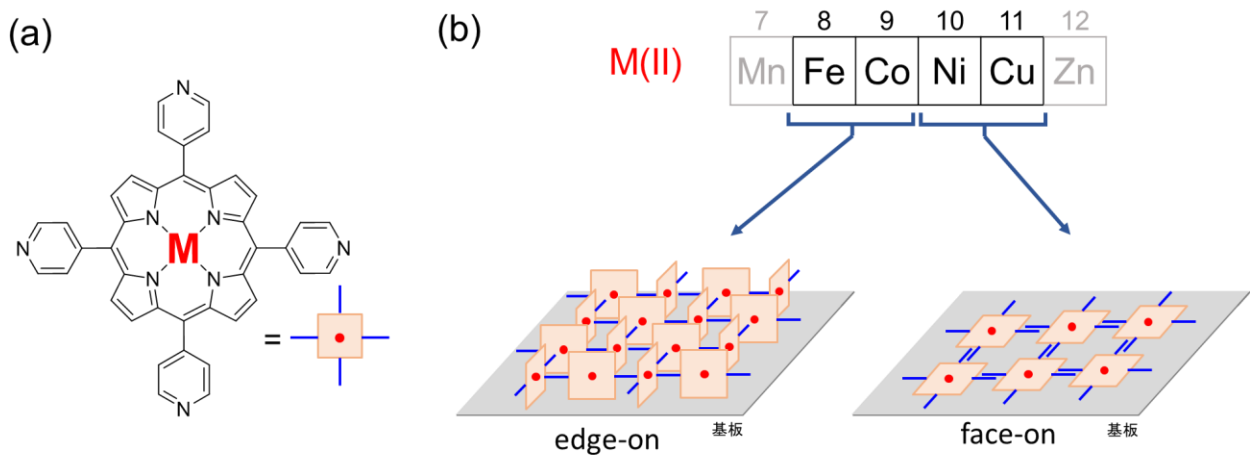 (a)
N
N
N
N
N
N
M
N
N
=
(b)
M(II)
7 8 9 10 11 12
Mn Fe Co Ni Cu Zn
edge-on
基板
face-on
基板